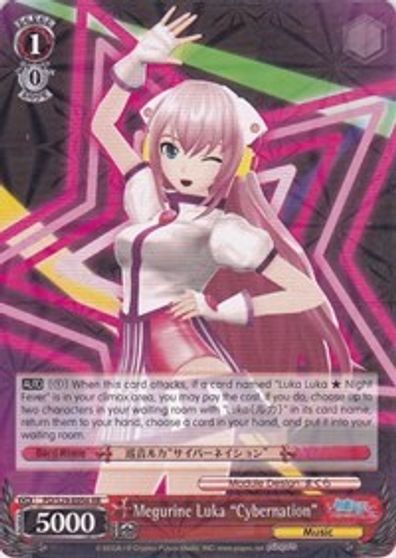 LEVEL
1
0
AUTO [(1)] When this card attacks, if a card named "Luka Luka ★ Night
Fever" is in your climax area, you may pay the cost. If you do, choose up to
two characters in your waiting room with "Luka[ルカ]" in its card name,
return them to your hand, choose a card in your hand, and put it into your
waiting room.
巡音ルカ"サイバーネイション"
Module Design
5000
Megurine Luka "Cybernation"
Music